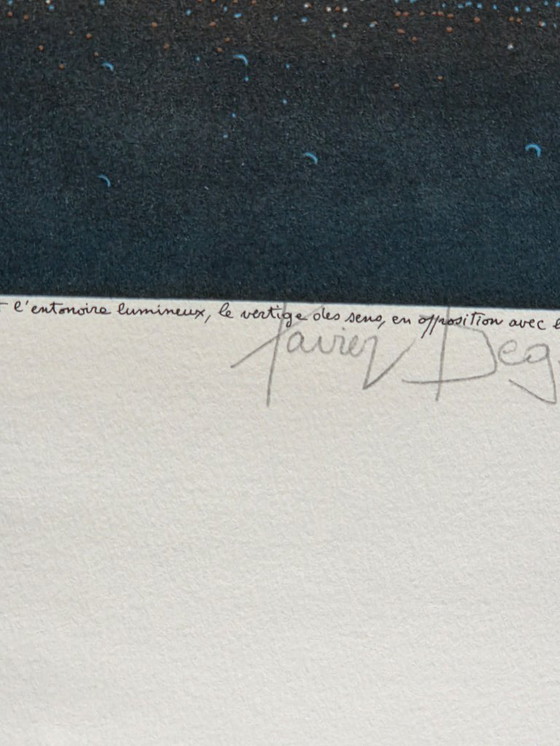 l'entonoire lumineux, le vertige des sens, en opposition avec
Xavier Deg